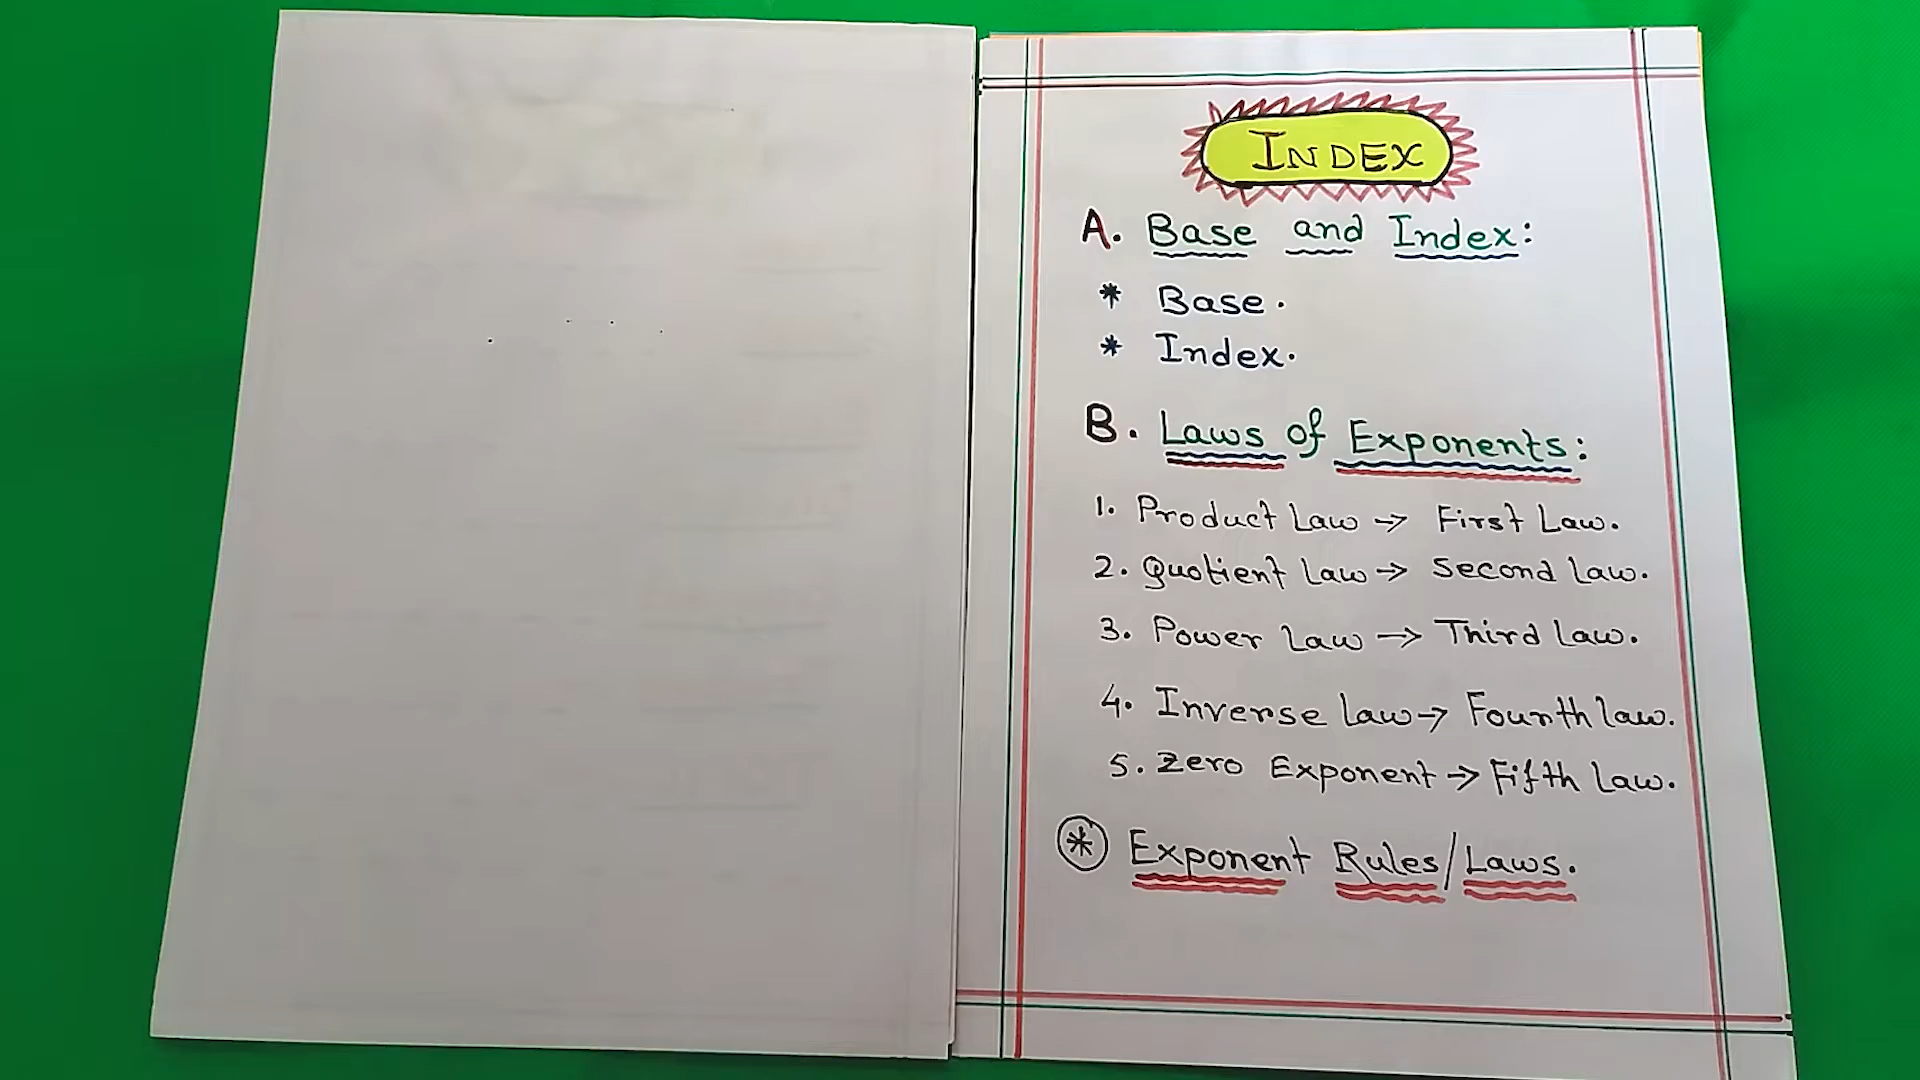 INDEX
A. Base and Index:
* Base.
* Index.
B. Laws of Exponents:
1. Product Law → First Law.
2. Quotient Law → Second Law.
3. Power Law → Third Law.
4. Inverse Law → Fourth Law.
5. Zero Exponent → Fifth Law.
* Exponent Rules/Laws.